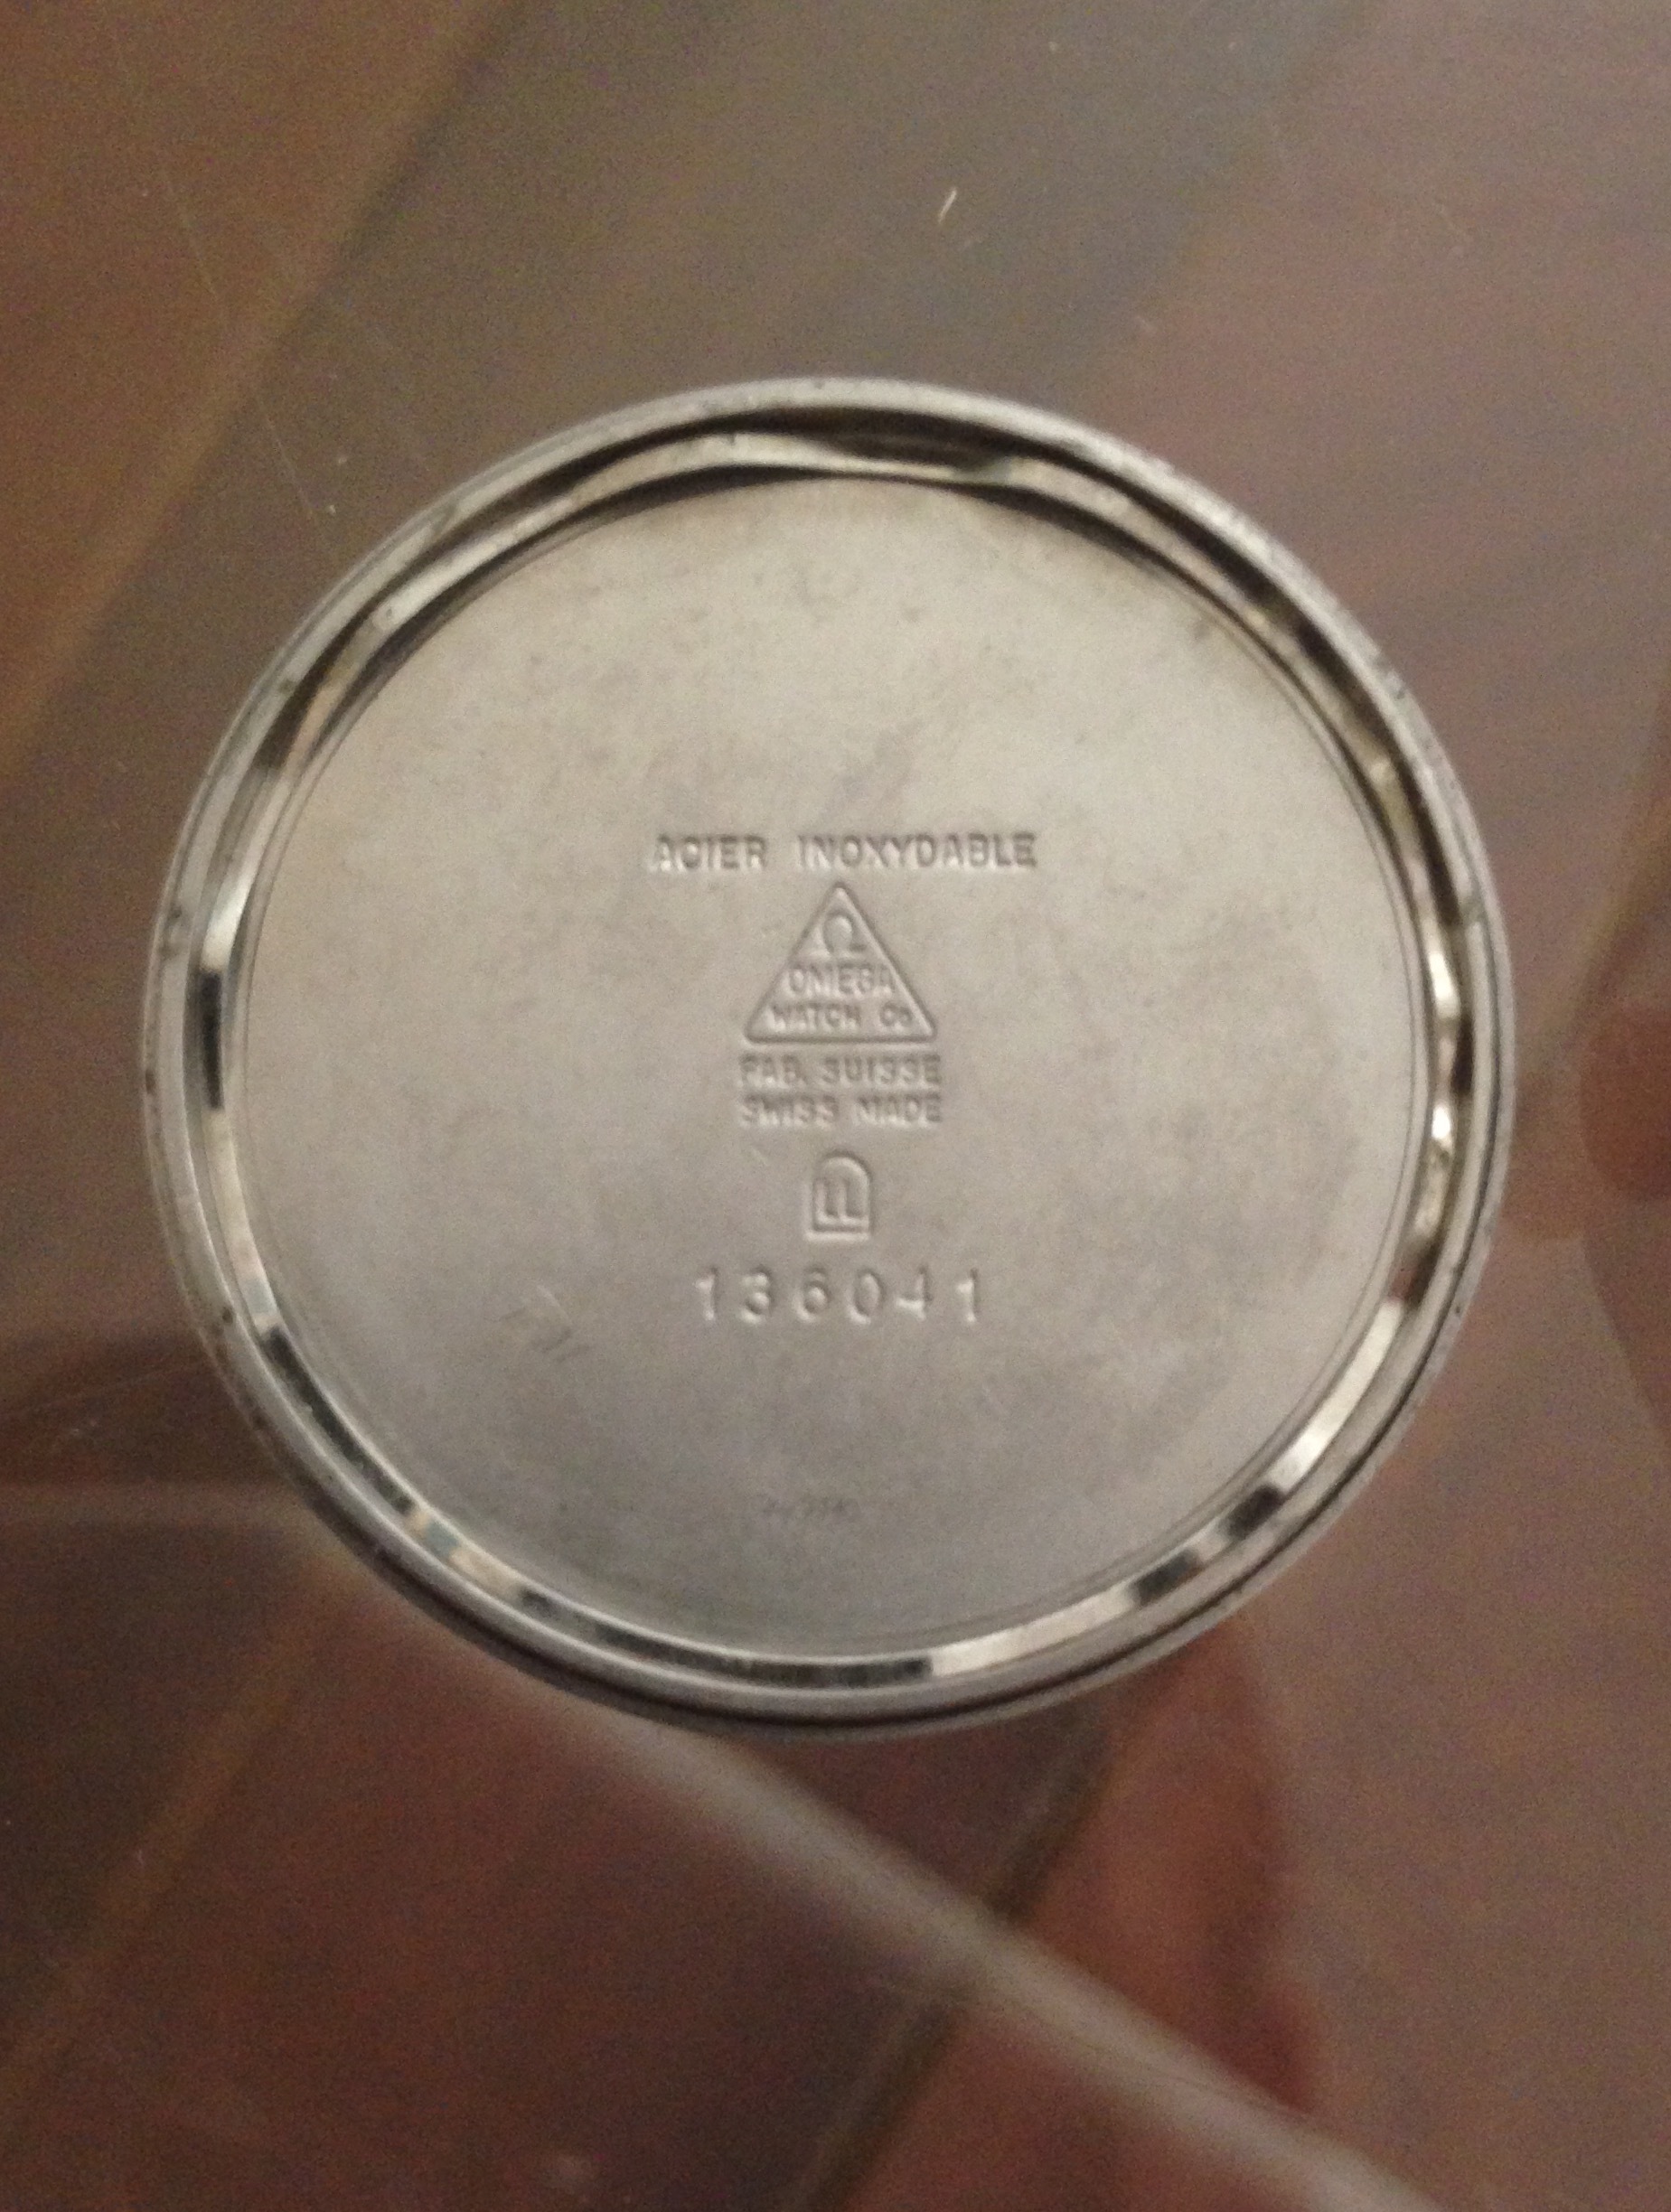 ACIER INOXYDABLE
Ω
OMEGA
WATCH Co
FAB. SUISSE
SWISS MADE
F
136041